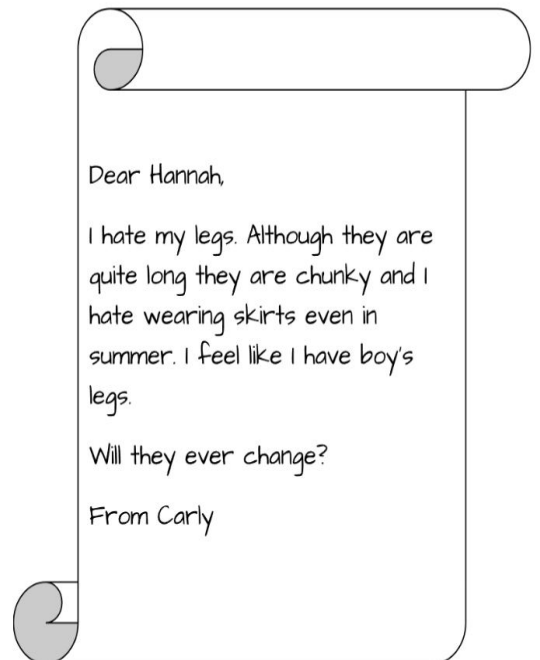 Dear Hannah,
I hate my legs. Although they are
quite long they are chunky and I
hate wearing skirts even in
summer. I feel like I have boy's
legs.
Will they ever change?
From Carly